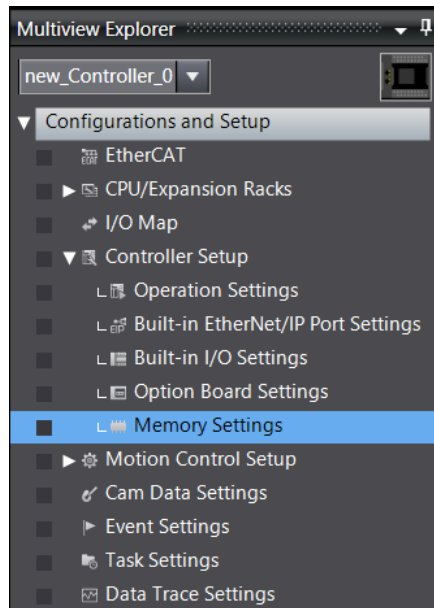 Multiview Explorer
new_Controller_0
Configurations and Setup
EtherCAT
CPU/Expansion Racks
I/O Map
Controller Setup
Operation Settings
Built-in EtherNet/IP Port Settings
Built-in I/O Settings
Option Board Settings
Memory Settings
Motion Control Setup
Cam Data Settings
Event Settings
Task Settings
Data Trace Settings